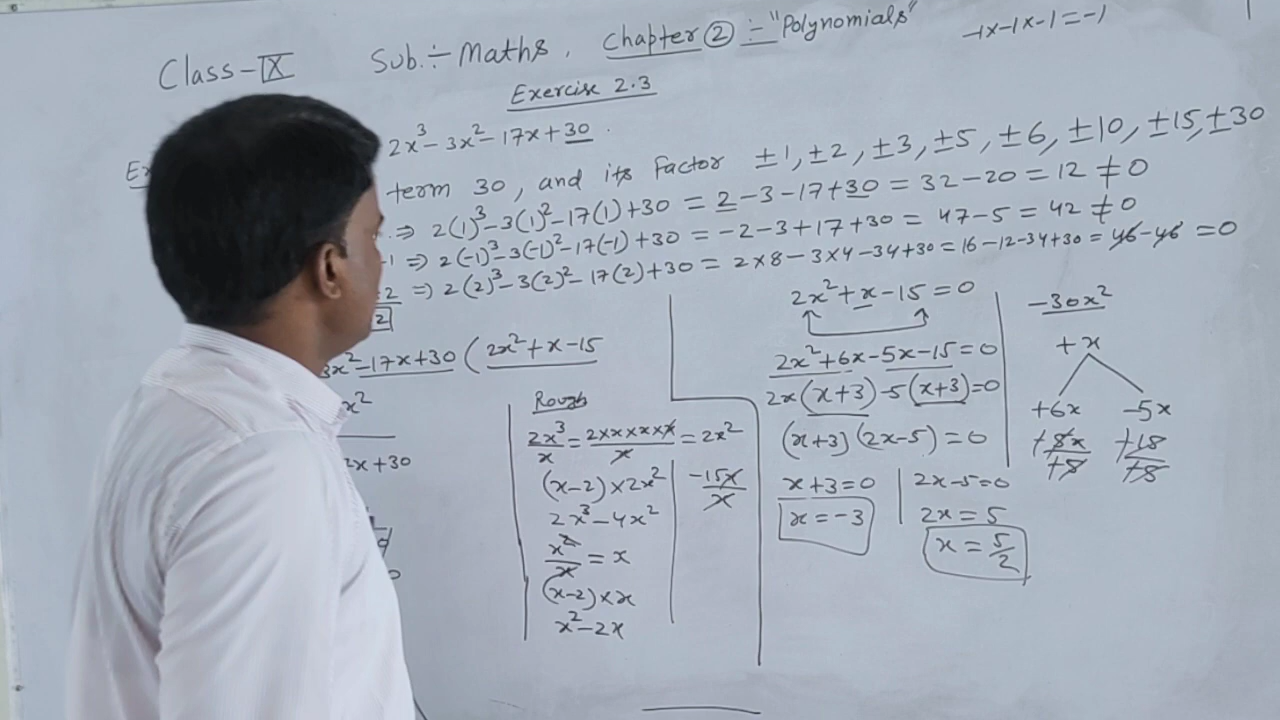 Class-IX Sub.:- Maths, Chapter ② :- "Polynomials" -1x-1x-1=-1
Exercise 2.3
2x³-3x²-17x+30.
term 30, and its Factor ±1, ±2, ±3, ±5, ±6, ±10, ±15, ±30
⇒ 2(1)³-3(1)²-17(1)+30 = 2-3-17+30 = 32-20 = 12 ≠ 0
-1 ⇒ 2(-1)³-3(-1)²-17(-1)+30 = -2-3+17+30 = 47-5 = 42 ≠ 0
2 ⇒ 2(2)³-3(2)²-17(2)+30 = 2×8-3×4-34+30 = 16-12-34+30 = 46-46 = 0
2
3x²-17x+30 ( 2x²+x-15
x²
2x+30
Rough
2x³/x = 2×x×x×x/x = 2x²
(x-2)×2x²
2x³-4x²
x²/x = x
(x-2)×x
x²-2x
-15x/x
2x²+x-15=0
2x²+6x-5x-15=0
2x(x+3)-5(x+3)=0
(x+3)(2x-5)=0
x+3=0
x=-3
2x-5=0
2x=5
x=5/2
-30x²
+x
+6x -5x